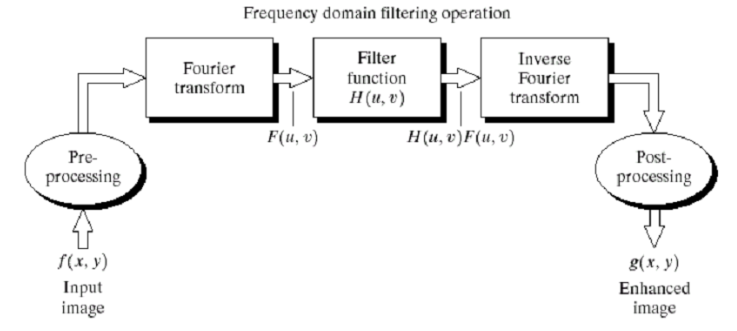 Frequency domain filtering operation
Fourier
transform
Filter
function
H(u, v)
Inverse
Fourier
transform
F(u, v)
H(u, v)F(u, v)
Pre-
processing
Post-
processing
f(x, y)
Input
image
g(x, y)
Enhanced
image